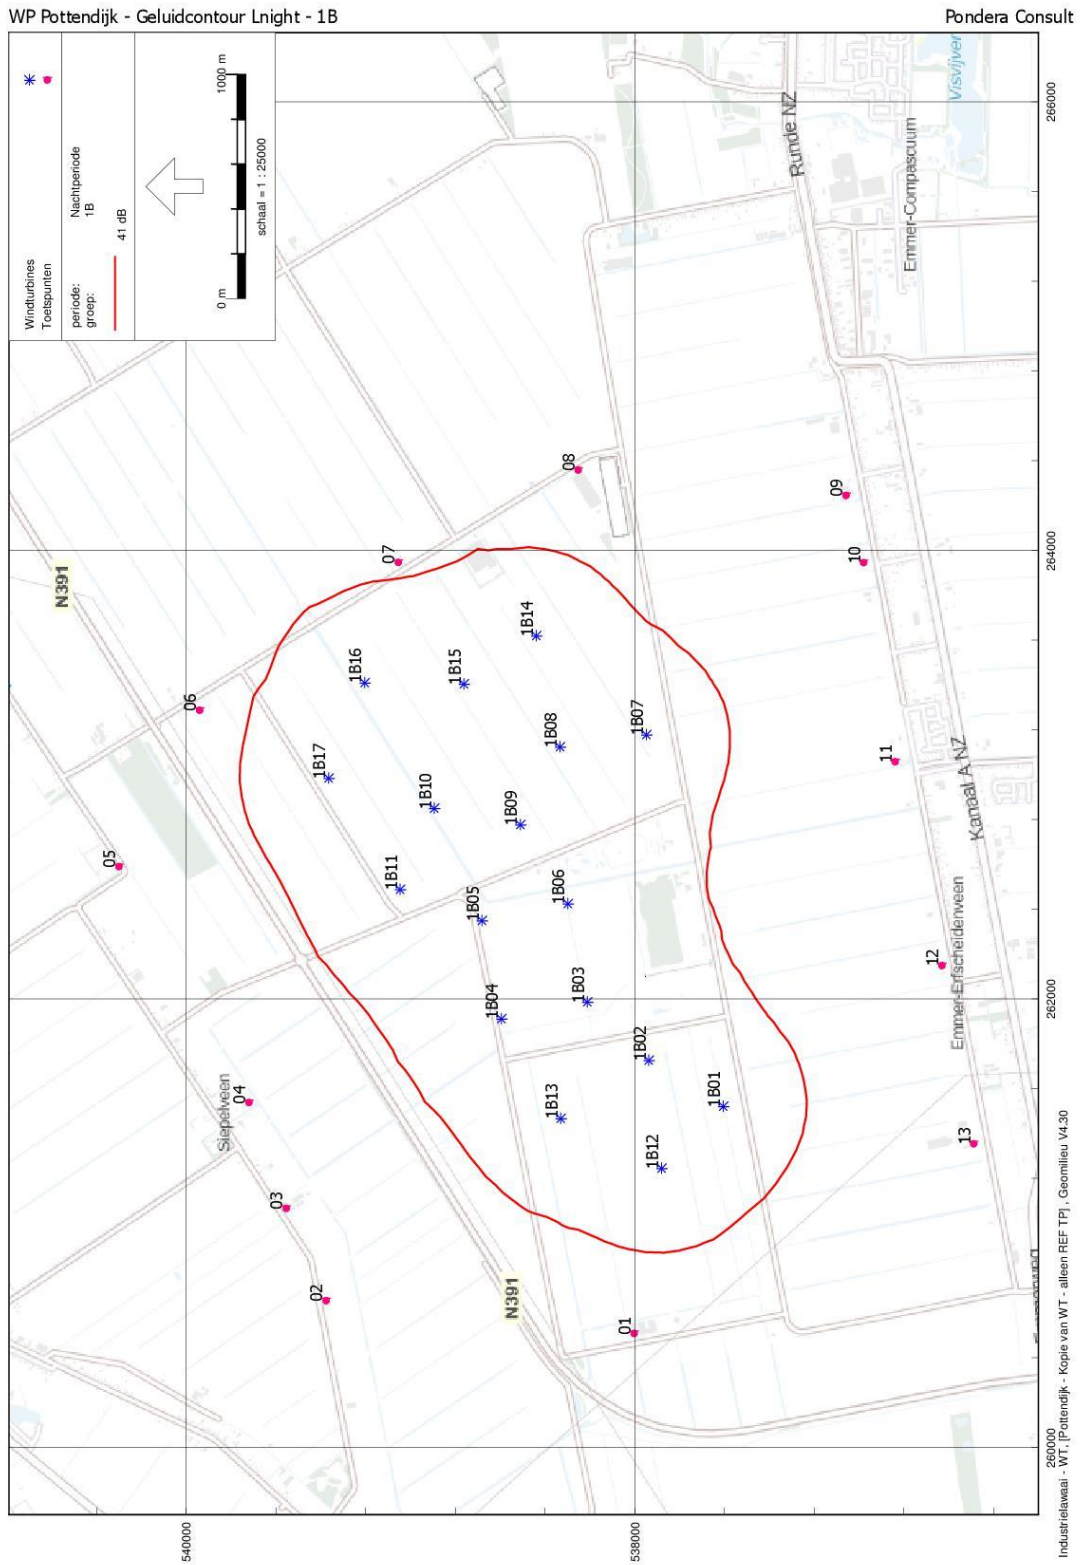 WP Pottendijk - Geluidcontour Lnight - 1B
Pondera Consult
Windturbines
Toetspunten
periode: Nachtperiode
groep: 1B
41 dB
0 m 1000 m
schaal = 1 : 25000
N391
Runde NZ
Visvijver
Emmer-Compascuum
08
07
09
10
06
1B14
1B16
1B15
1B08
1B07
1B17
1B10
1B09
11
Kanaal A NZ
05
1B11
1B05
1B06
12
Emmer-Erfscheidenveen
1B04
1B03
Siepelveen
04
1B02
1B13
1B01
1B12
13
03
02
N391
01
540000
538000
260000
262000
264000
266000
Industrielawaai - WT, [Pottendijk - Kopie van WT - alleen REF TP] , Geomilieu V4.30